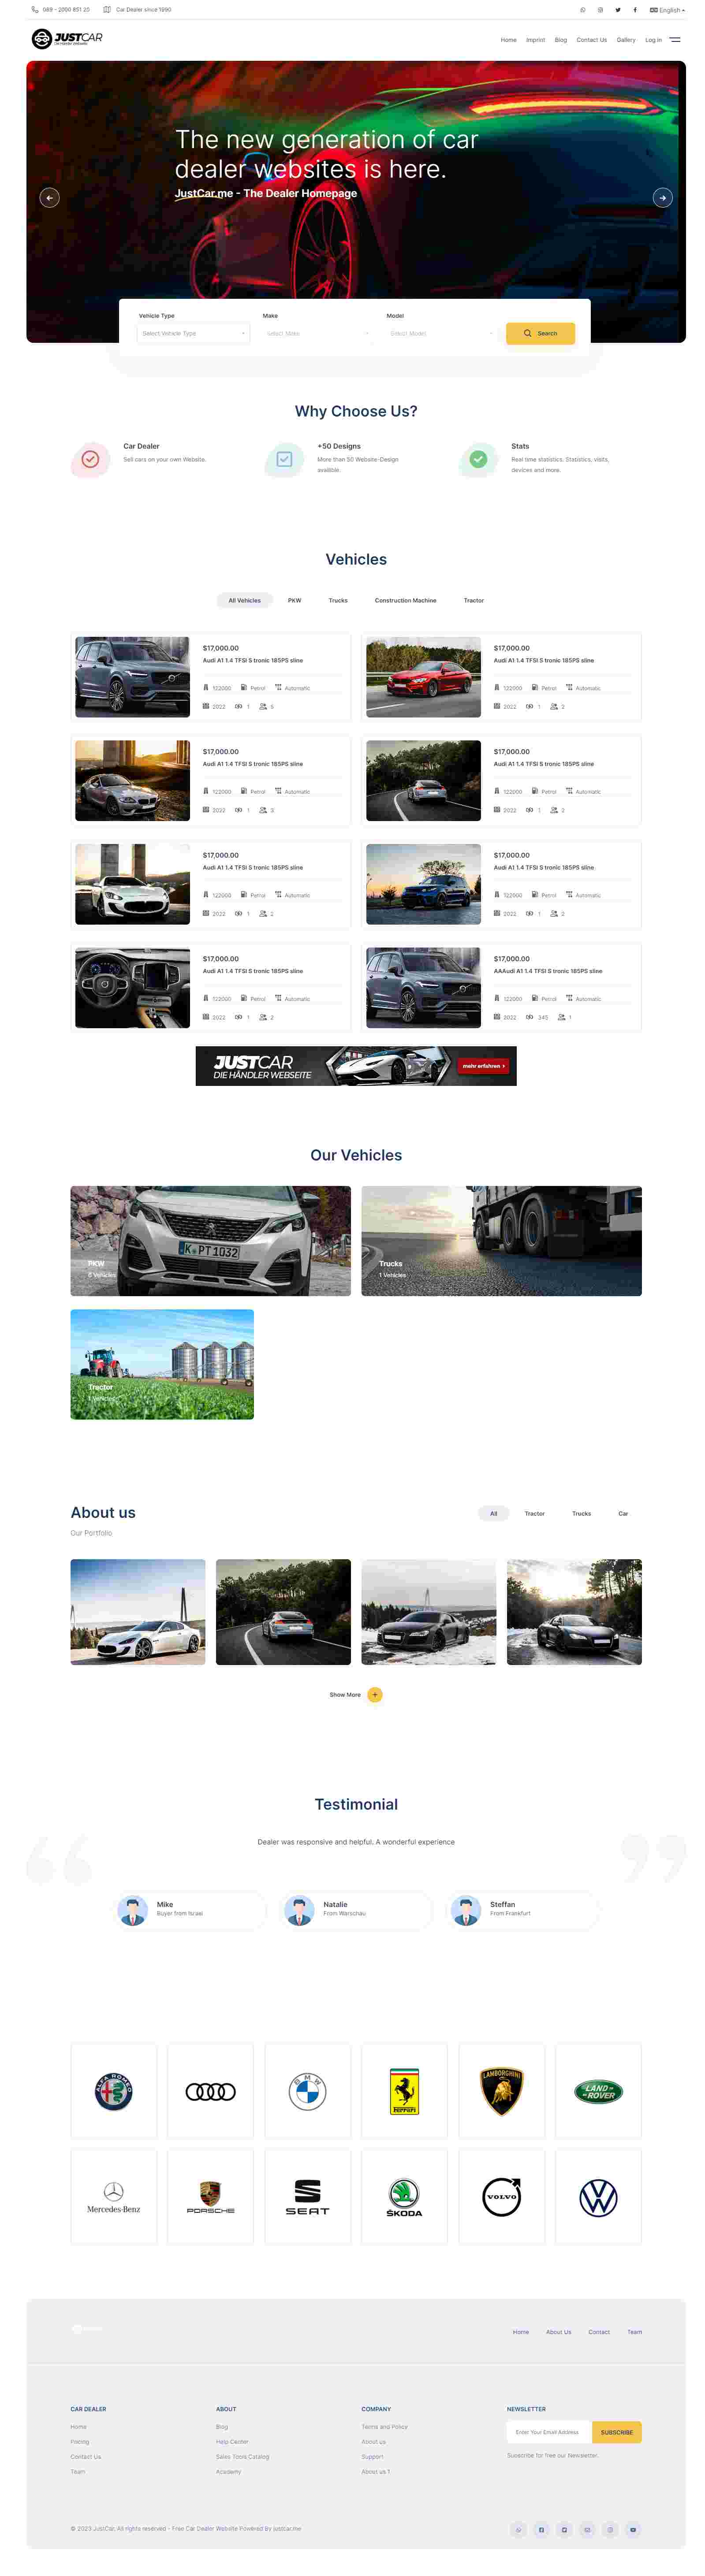 089 - 2000 851 25
Car Dealer since 1990
English
JUSTCAR
Home
Imprint
Blog
Contact Us
Gallery
Log in
The new generation of car
dealer websites is here.
JustCar.me - The Dealer Homepage
Vehicle Type
Make
Model
Select Vehicle Type
Select Make
Select Model
Search
Why Choose Us?
Car Dealer
Sell cars on your own Website.
+50 Designs
More than 50 Website-Design
availible.
Stats
Real time statistics. Statistics, visits,
devices and more.
Vehicles
All Vehicles
PKW
Trucks
Construction Machine
Tractor
$17,000.00
Audi A1 1.4 TFSI S tronic 185PS sline
122000
Petrol
Automatic
2022
1
5
$17,000.00
Audi A1 1.4 TFSI S tronic 185PS sline
122000
Petrol
Automatic
2022
1
2
$17,000.00
Audi A1 1.4 TFSI S tronic 185PS sline
122000
Petrol
Automatic
2022
1
3
$17,000.00
Audi A1 1.4 TFSI S tronic 185PS sline
122000
Petrol
Automatic
2022
1
2
$17,000.00
Audi A1 1.4 TFSI S tronic 185PS sline
122000
Petrol
Automatic
2022
1
2
$17,000.00
Audi A1 1.4 TFSI S tronic 185PS sline
122000
Petrol
Automatic
2022
1
2
$17,000.00
Audi A1 1.4 TFSI S tronic 185PS sline
122000
Petrol
Automatic
2022
1
2
$17,000.00
AAAudi A1 1.4 TFSI S tronic 185PS sline
122000
Petrol
Automatic
2022
345
1
JUSTCAR
DIE HÄNDLER WEBSEITE
mehr erfahren >
Our Vehicles
K PT 1032
PKW
6 Vehicles
Trucks
1 Vehicles
Tractor
1 Vehicles
About us
Our Portfolio
All
Tractor
Trucks
Car
Show More
Testimonial
Dealer was responsive and helpful. A wonderful experience
Mike
Buyer from Israel
Natalie
From Warschau
Steffan
From Frankfurt
ALFA ROMEO
BMW
Ferrari
LAMBORGHINI
LAND
ROVER
Mercedes-Benz
PORSCHE
SEAT
ŠKODA
VOLVO
Home
About Us
Contact
Team
CAR DEALER
Home
Pricing
Contact Us
Team
ABOUT
Blog
Help Center
Sales Tools Catalog
Academy
COMPANY
Terms and Policy
About us
Support
About us 1
NEWSLETTER
Enter Your Email Address
SUBSCRIBE
Subscribe for free our Newsletter.
© 2023 JustCar. All rights reserved - Free Car Dealer Website Powered By justcar.me